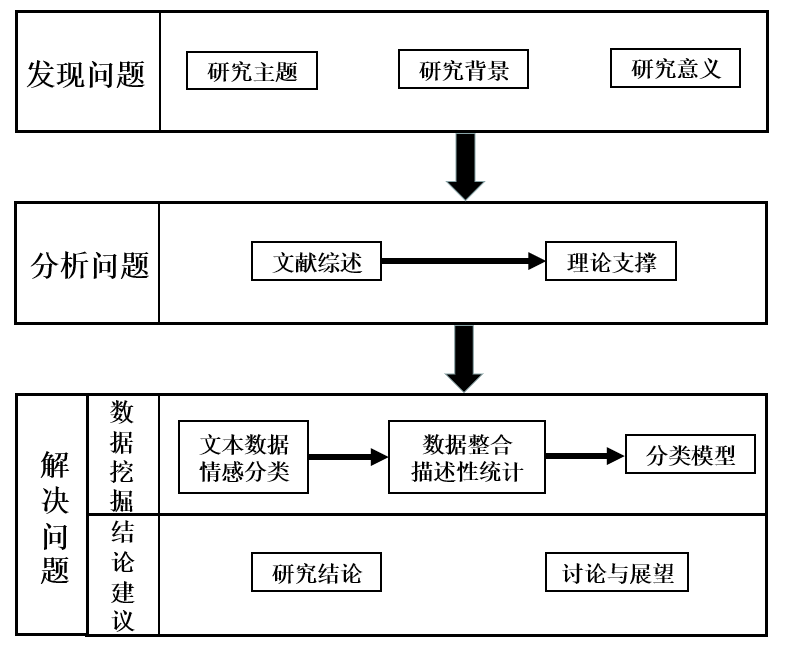 发现问题
研究主题
研究背景
研究意义
分析问题
文献综述
理论支撑
解决问题
数据挖掘
文本数据
情感分类
数据整合
描述性统计
分类模型
结论建议
研究结论
讨论与展望